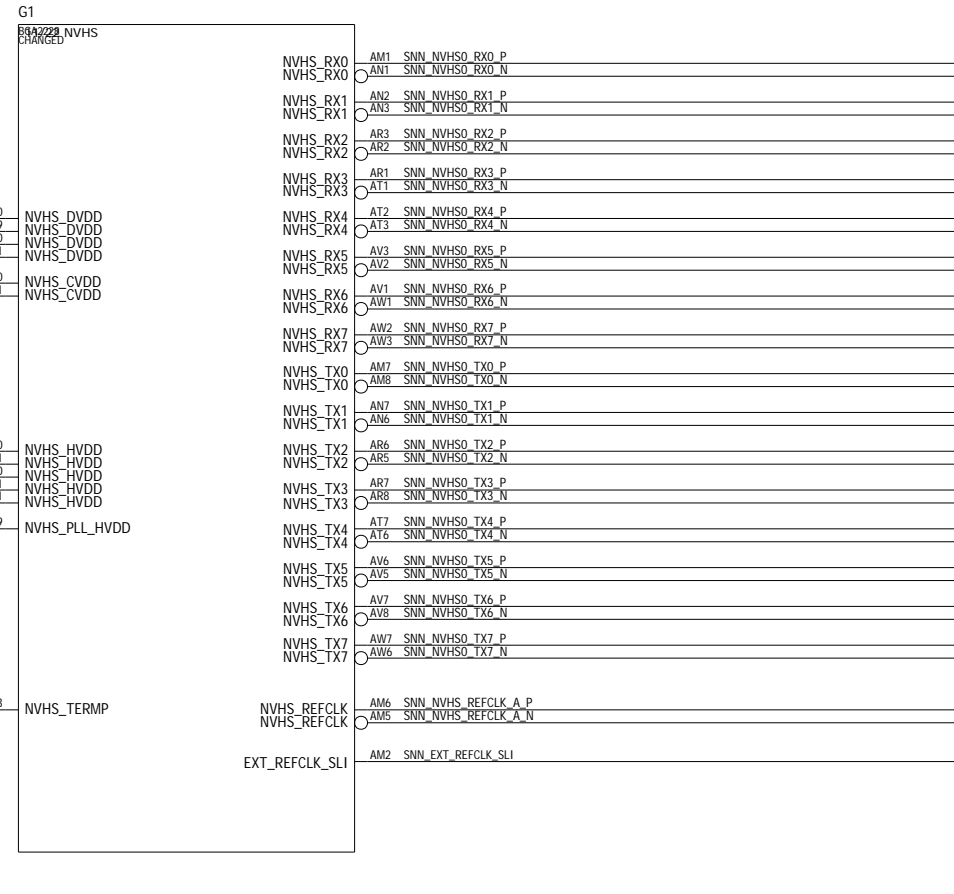 G1
NVHS
CHANGED
NVHS_RX0 AM1 SNN_NVHS0_RX0_P
NVHS_RX0 AN1 SNN_NVHS0_RX0_N
NVHS_RX1 AN2 SNN_NVHS0_RX1_P
NVHS_RX1 AN3 SNN_NVHS0_RX1_N
NVHS_RX2 AR3 SNN_NVHS0_RX2_P
NVHS_RX2 AR2 SNN_NVHS0_RX2_N
NVHS_RX3 AR1 SNN_NVHS0_RX3_P
NVHS_RX3 AT1 SNN_NVHS0_RX3_N
NVHS_DVDD NVHS_RX4 AT2 SNN_NVHS0_RX4_P
NVHS_DVDD NVHS_RX4 AT3 SNN_NVHS0_RX4_N
NVHS_DVDD
NVHS_DVDD NVHS_RX5 AV3 SNN_NVHS0_RX5_P
NVHS_RX5 AV2 SNN_NVHS0_RX5_N
NVHS_CVDD
NVHS_CVDD NVHS_RX6 AV1 SNN_NVHS0_RX6_P
NVHS_RX6 AW1 SNN_NVHS0_RX6_N
NVHS_RX7 AW2 SNN_NVHS0_RX7_P
NVHS_RX7 AW3 SNN_NVHS0_RX7_N
NVHS_TX0 AM7 SNN_NVHS0_TX0_P
NVHS_TX0 AM8 SNN_NVHS0_TX0_N
NVHS_TX1 AN7 SNN_NVHS0_TX1_P
NVHS_TX1 AN6 SNN_NVHS0_TX1_N
NVHS_HVDD NVHS_TX2 AR6 SNN_NVHS0_TX2_P
NVHS_HVDD NVHS_TX2 AR5 SNN_NVHS0_TX2_N
NVHS_HVDD
NVHS_HVDD NVHS_TX3 AR7 SNN_NVHS0_TX3_P
NVHS_HVDD NVHS_TX3 AR8 SNN_NVHS0_TX3_N
NVHS_PLL_HVDD NVHS_TX4 AT7 SNN_NVHS0_TX4_P
NVHS_TX4 AT6 SNN_NVHS0_TX4_N
NVHS_TX5 AV6 SNN_NVHS0_TX5_P
NVHS_TX5 AV5 SNN_NVHS0_TX5_N
NVHS_TX6 AV7 SNN_NVHS0_TX6_P
NVHS_TX6 AV8 SNN_NVHS0_TX6_N
NVHS_TX7 AW7 SNN_NVHS0_TX7_P
NVHS_TX7 AW6 SNN_NVHS0_TX7_N
NVHS_TERMP NVHS_REFCLK AM6 SNN_NVHS_REFCLK_A_P
NVHS_REFCLK AM5 SNN_NVHS_REFCLK_A_N
EXT_REFCLK_SLI AM2 SNN_EXT_REFCLK_SLI